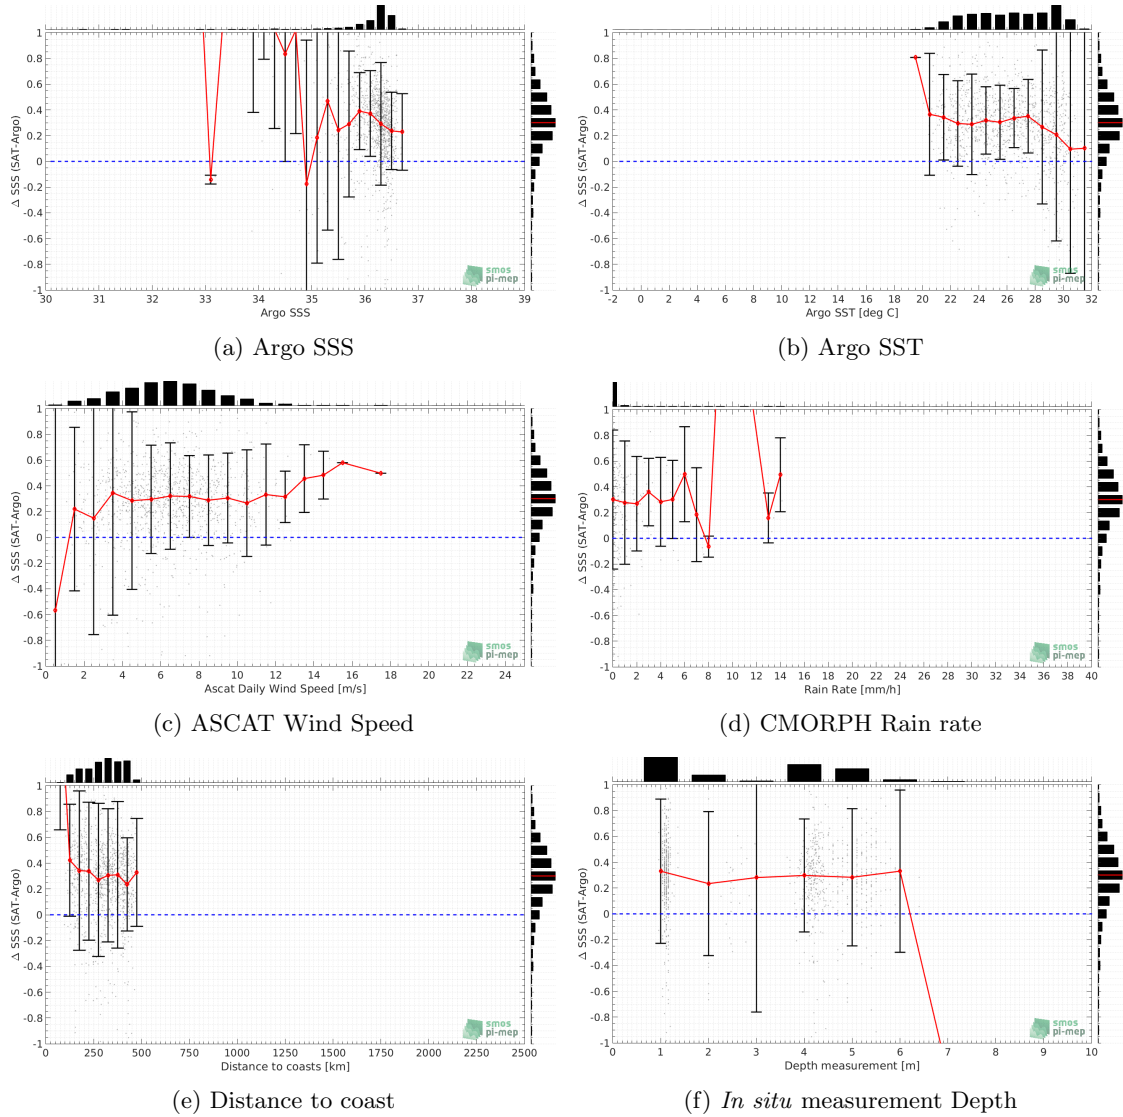 1
0.8
0.6
0.4
0.2
0
-0.2
-0.4
-0.6
-0.8
-1
Δ SSS (SAT-Argo)
30 31 32 33 34 35 36 37 38 39
Argo SSS
smos
pi-mep
(a) Argo SSS
1
0.8
0.6
0.4
0.2
0
-0.2
-0.4
-0.6
-0.8
-1
Δ SSS (SAT-Argo)
-2 0 2 4 6 8 10 12 14 16 18 20 22 24 26 28 30 32
Argo SST [deg C]
smos
pi-mep
(b) Argo SST
1
0.8
0.6
0.4
0.2
0
-0.2
-0.4
-0.6
-0.8
-1
Δ SSS (SAT-Argo)
0 2 4 6 8 10 12 14 16 18 20 22 24
Ascat Daily Wind Speed [m/s]
smos
pi-mep
(c) ASCAT Wind Speed
1
0.8
0.6
0.4
0.2
0
-0.2
-0.4
-0.6
-0.8
-1
Δ SSS (SAT-Argo)
0 2 4 6 8 10 12 14 16 18 20 22 24 26 28 30 32 34 36 38 40
Rain Rate [mm/h]
smos
pi-mep
(d) CMORPH Rain rate
1
0.8
0.6
0.4
0.2
0
-0.2
-0.4
-0.6
-0.8
-1
Δ SSS (SAT-Argo)
0 250 500 750 1000 1250 1500 1750 2000 2250 2500
Distance to coasts [km]
smos
pi-mep
(e) Distance to coast
1
0.8
0.6
0.4
0.2
0
-0.2
-0.4
-0.6
-0.8
-1
Δ SSS (SAT-Argo)
0 1 2 3 4 5 6 7 8 9 10
Depth measurement [m]
smos
pi-mep
(f) In situ measurement Depth